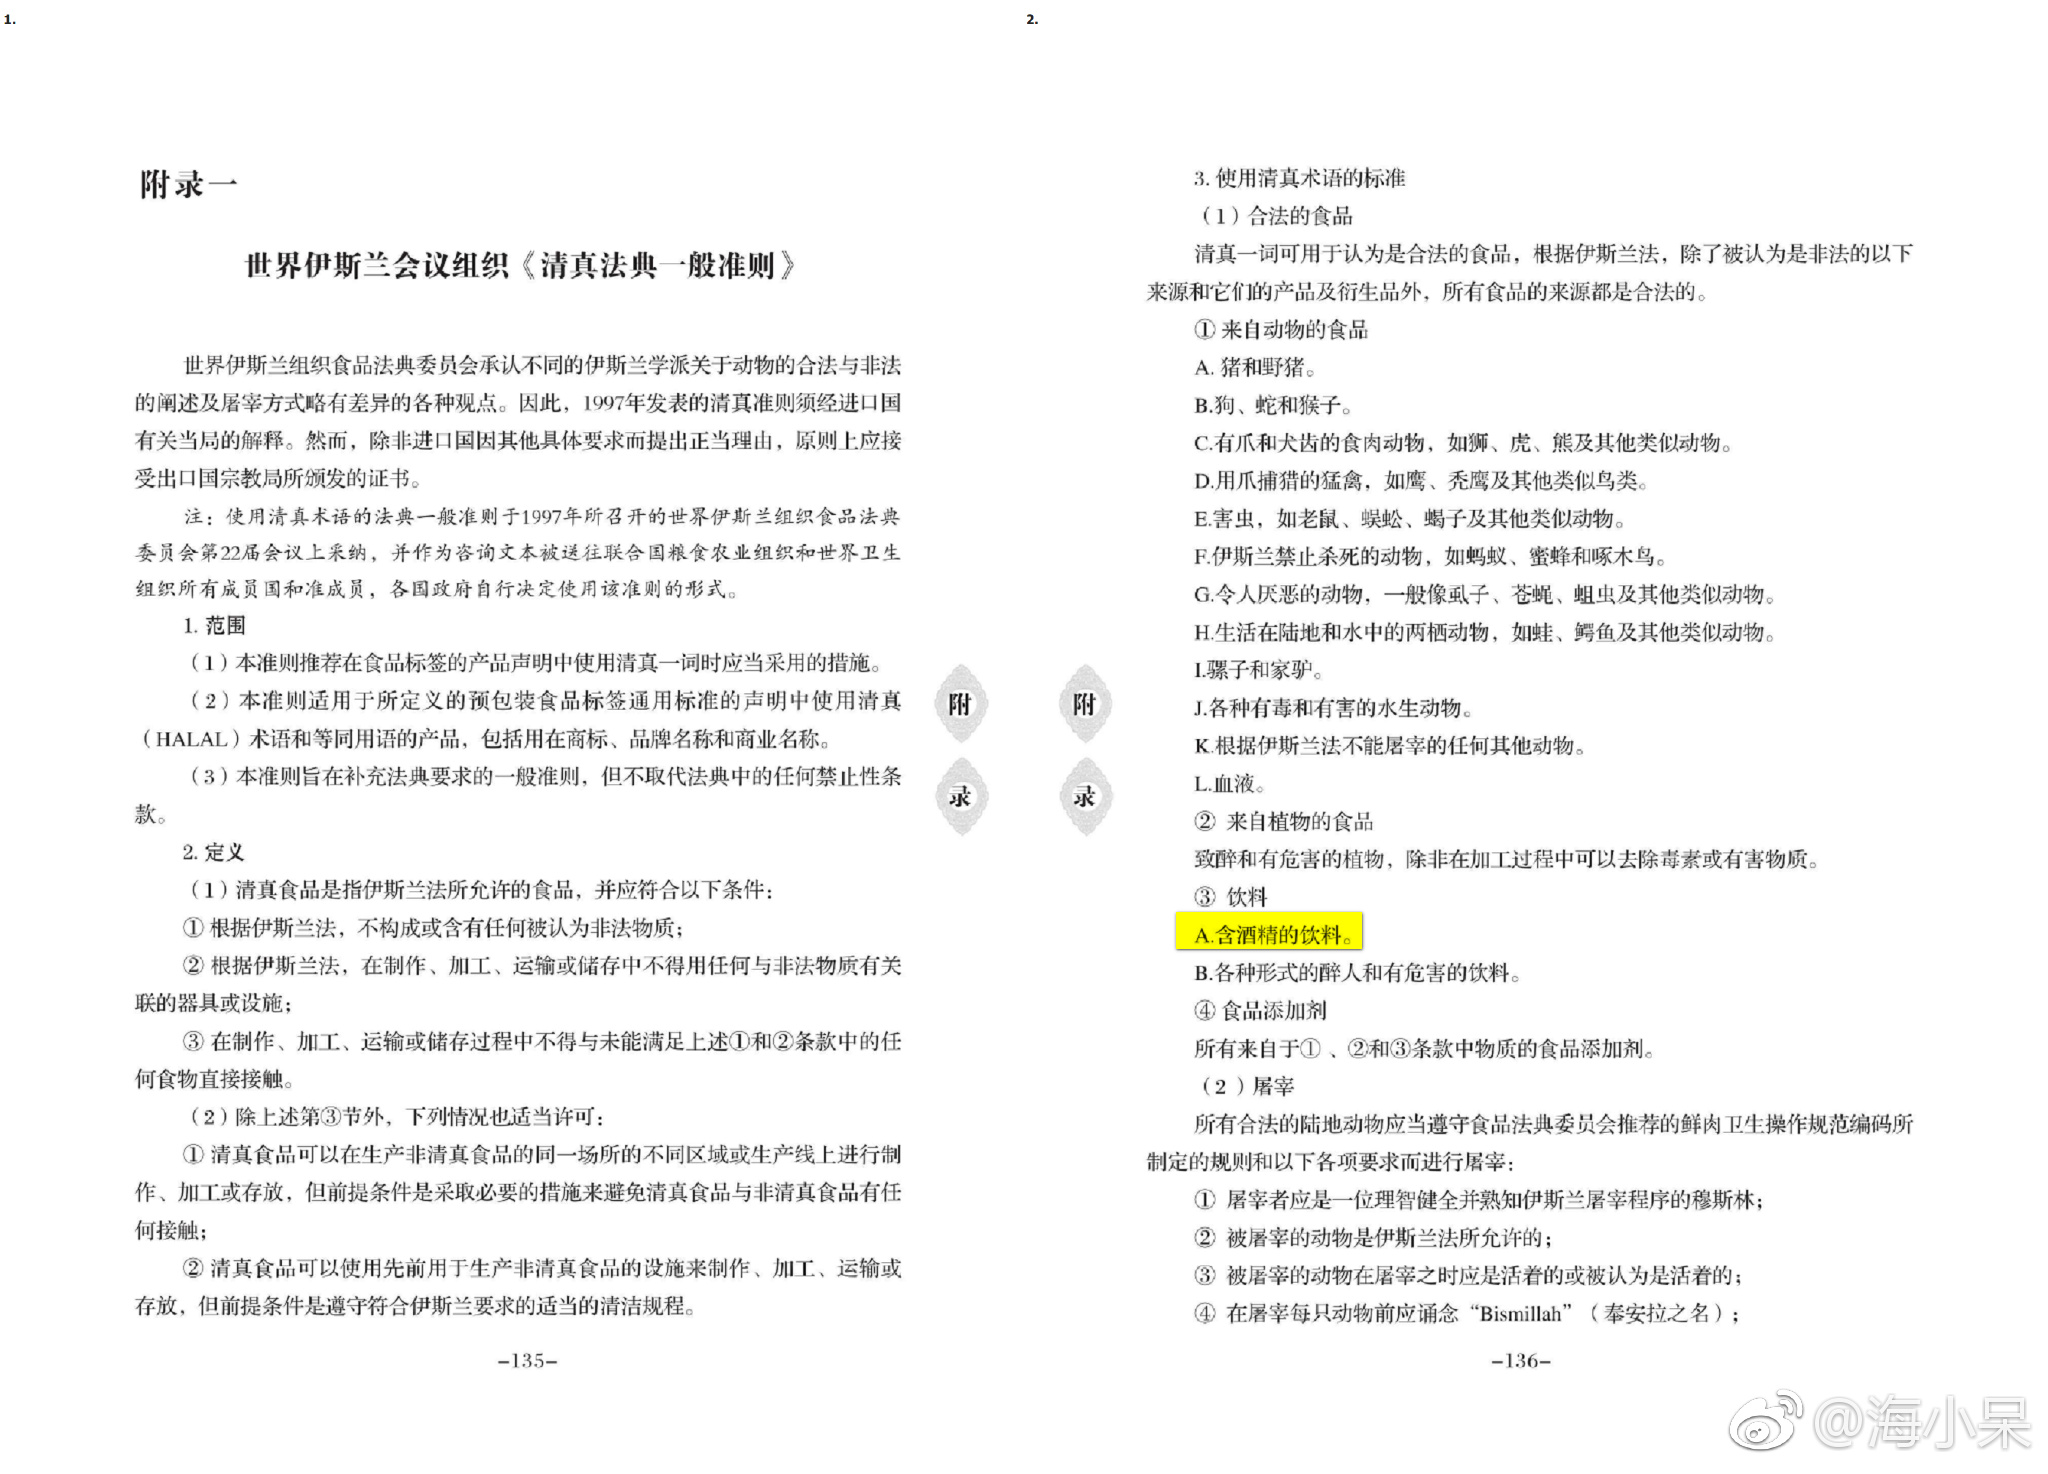 1.
附录一
世界伊斯兰会议组织《清真法典一般准则》
世界伊斯兰组织食品法典委员会承认不同的伊斯兰学派关于动物的合法与非法
的阐述及屠宰方式略有差异的各种观点。因此，1997年发表的清真准则须经进口国
有关当局的解释。然而，除非进口国因其他具体要求而提出正当理由，原则上应接
受出口国宗教局所颁发的证书。
注：使用清真术语的法典一般准则于1997年所召开的世界伊斯兰组织食品法典
委员会第22届会议上采纳，并作为咨询文本被送往联合国粮食农业组织和世界卫生
组织所有成员国和准成员，各国政府自行决定使用该准则的形式。
1. 范围
（1）本准则推荐在食品标签的产品声明中使用清真一词时应当采用的措施。
（2）本准则适用于所定义的预包装食品标签通用标准的声明中使用清真
（HALAL）术语和等同用语的产品，包括用在商标、品牌名称和商业名称。
（3）本准则旨在补充法典要求的一般准则，但不取代法典中的任何禁止性条
款。
2. 定义
（1）清真食品是指伊斯兰法所允许的食品，并应符合以下条件：
① 根据伊斯兰法，不构成或含有任何被认为非法物质；
② 根据伊斯兰法，在制作、加工、运输或储存中不得用任何与非法物质有关
联的器具或设施；
③ 在制作、加工、运输或储存过程中不得与未能满足上述①和②条款中的任
何食物直接接触。
（2）除上述第③节外，下列情况也适当许可：
① 清真食品可以在生产非清真食品的同一场所的不同区域或生产线上进行制
作、加工或存放，但前提条件是采取必要的措施来避免清真食品与非清真食品有任
何接触；
② 清真食品可以使用先前用于生产非清真食品的设施来制作、加工、运输或
存放，但前提条件是遵守符合伊斯兰要求的适当的清洁规程。
附
录
–135–
2.
3. 使用清真术语的标准
（1）合法的食品
清真一词可用于认为是合法的食品，根据伊斯兰法，除了被认为是非法的以下
来源和它们的产品及衍生品外，所有食品的来源都是合法的。
① 来自动物的食品
A. 猪和野猪。
B.狗、蛇和猴子。
C.有爪和犬齿的食肉动物，如狮、虎、熊及其他类似动物。
D.用爪捕猎的猛禽，如鹰、秃鹰及其他类似鸟类。
E.害虫，如老鼠、蜈蚣、蝎子及其他类似动物。
F.伊斯兰禁止杀死的动物，如蚂蚁、蜜蜂和啄木鸟。
G.令人厌恶的动物，一般像虱子、苍蝇、蛆虫及其他类似动物。
H.生活在陆地和水中的两栖动物，如蛙、鳄鱼及其他类似动物。
I.骡子和家驴。
J.各种有毒和有害的水生动物。
K.根据伊斯兰法不能屠宰的任何其他动物。
L.血液。
② 来自植物的食品
致醉和有危害的植物，除非在加工过程中可以去除毒素或有害物质。
③ 饮料
A.含酒精的饮料。
B.各种形式的醉人和有危害的饮料。
④ 食品添加剂
所有来自于①、②和③条款中物质的食品添加剂。
（2）屠宰
所有合法的陆地动物应当遵守食品法典委员会推荐的鲜肉卫生操作规范编码所
制定的规则和以下各项要求而进行屠宰：
① 屠宰者应是一位理智健全并熟知伊斯兰屠宰程序的穆斯林；
② 被屠宰的动物是伊斯兰法所允许的；
③ 被屠宰的动物在屠宰之时应是活着的或被认为是活着的；
④ 在屠宰每只动物前应诵念“Bismillah”（奉安拉之名）；
附
录
–136–
@海小呆